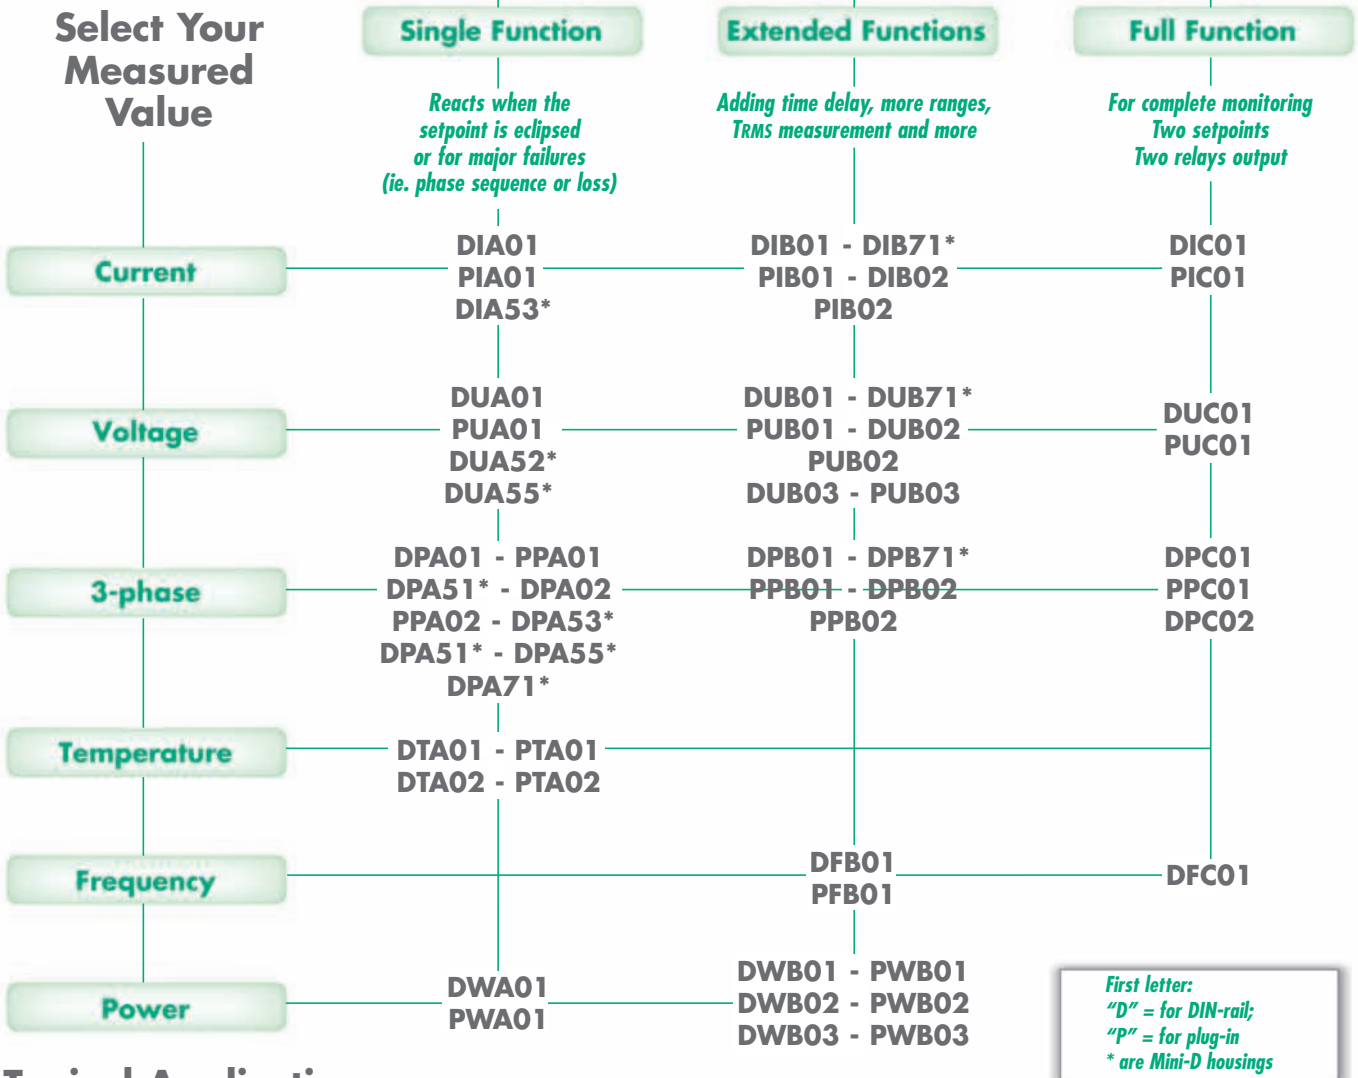 Select Your
Measured
Value
Single Function
Extended Functions
Full Function
Reacts when the
setpoint is eclipsed
or for major failures
(ie. phase sequence or loss)
Adding time delay, more ranges,
TRMS measurement and more
For complete monitoring
Two setpoints
Two relays output
Current
DIA01
PIA01
DIA53*
DIB01 - DIB71*
PIB01 - DIB02
PIB02
DIC01
PIC01
Voltage
DUA01
PUA01
DUA52*
DUA55*
DUB01 - DUB71*
PUB01 - DUB02
PUB02
DUB03 - PUB03
DUC01
PUC01
3-phase
DPA01 - PPA01
DPA51* - DPA02
PPA02 - DPA53*
DPA51* - DPA55*
DPA71*
DPB01 - DPB71*
PPB01 - DPB02
PPB02
DPC01
PPC01
DPC02
Temperature
DTA01 - PTA01
DTA02 - PTA02
Frequency
DFB01
PFB01
DFC01
Power
DWA01
PWA01
DWB01 - PWB01
DWB02 - PWB02
DWB03 - PWB03
First letter:
"D" = for DIN-rail;
"P" = for plug-in
* are Mini-D housings